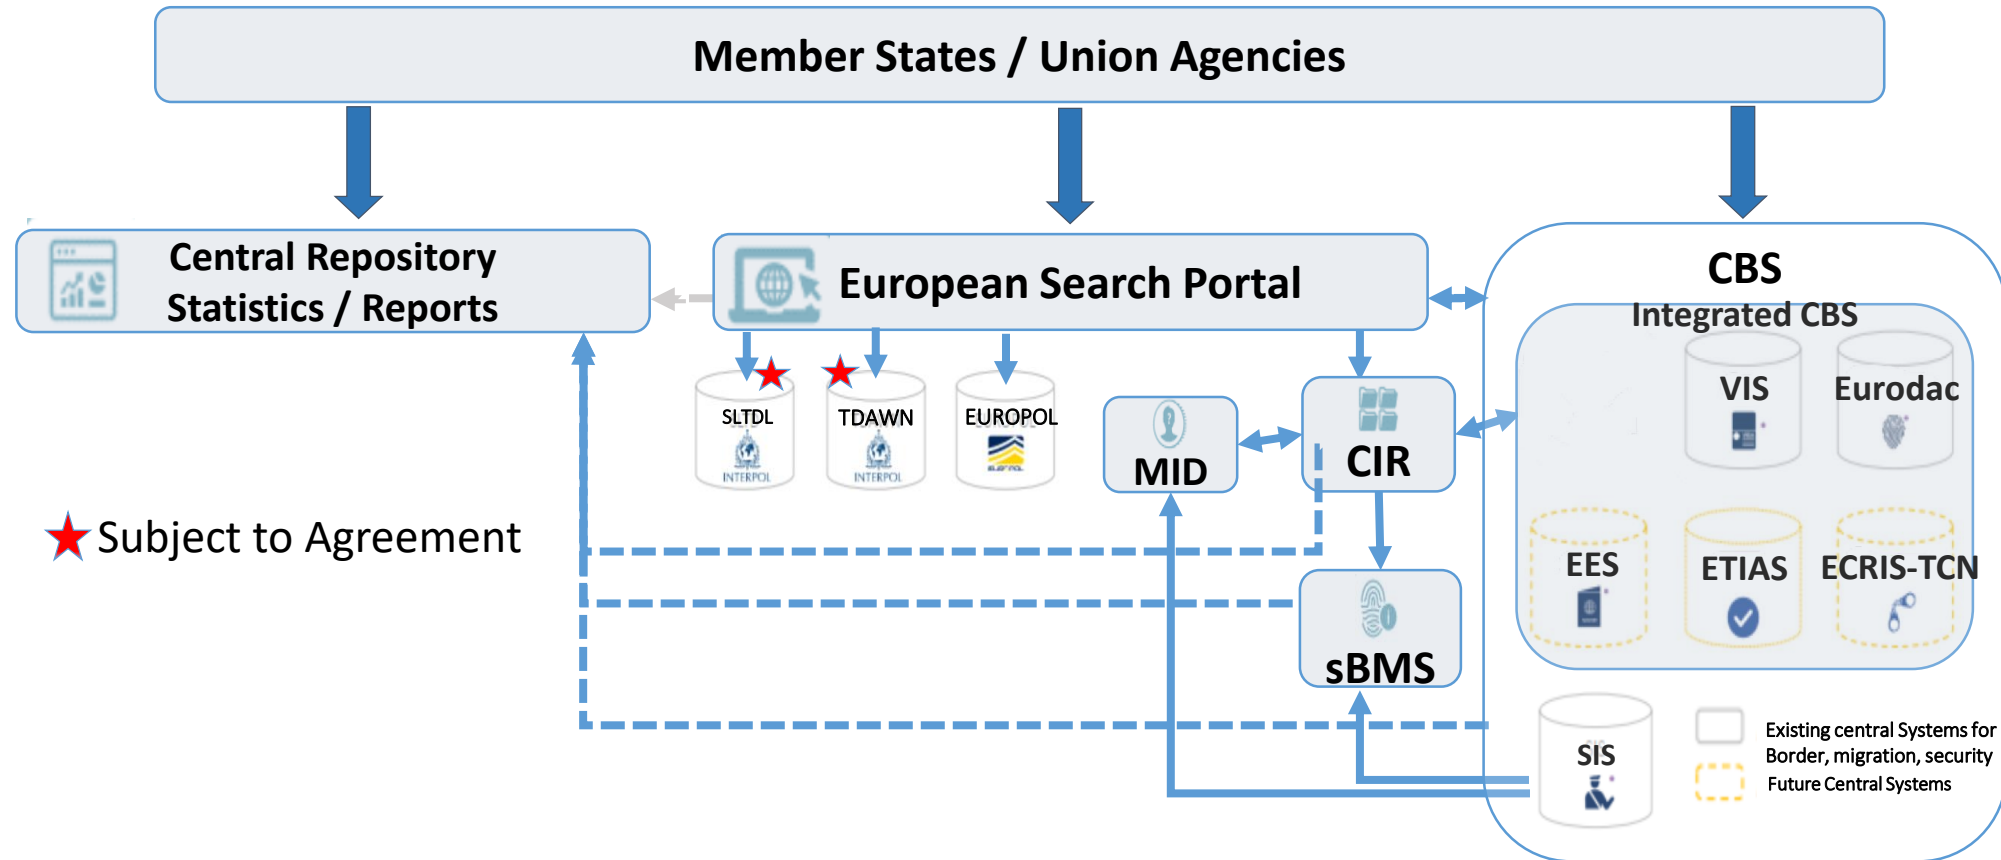 Member States / Union Agencies
Central Repository
Statistics / Reports
European Search Portal
CBS
Integrated CBS
VIS
Eurodac
SLTDL
INTERPOL
TDAWN
INTERPOL
EUROPOL
MID
CIR
Subject to Agreement
EES
ETIAS
ECRIS-TCN
sBMS
SIS
Existing central Systems for
Border, migration, security
Future Central Systems